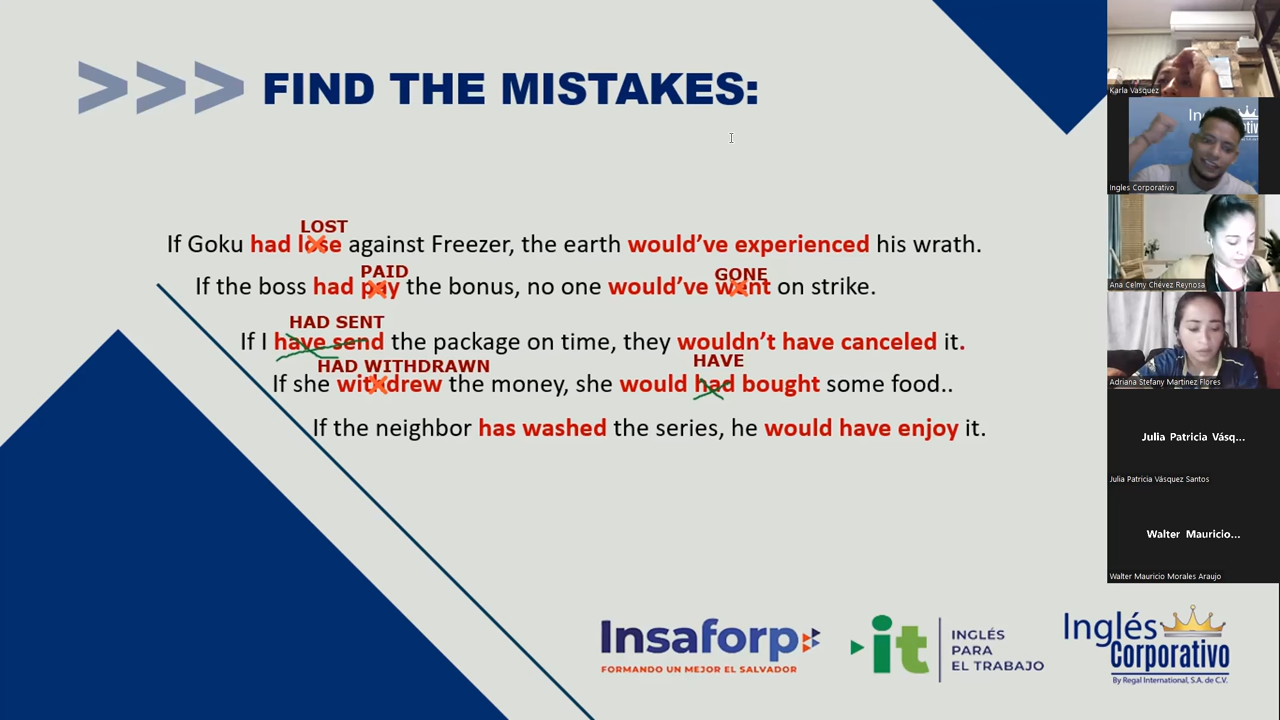 >>> FIND THE MISTAKES:
LOST
If Goku had lose against Freezer, the earth would’ve experienced his wrath.
PAID
GONE
If the boss had pay the bonus, no one would’ve went on strike.
HAD SENT
If I have send the package on time, they wouldn’t have canceled it.
HAD WITHDRAWN
HAVE
If she withdrew the money, she would had bought some food..
If the neighbor has washed the series, he would have enjoy it.
Insaforp
FORMANDO UN MEJOR EL SALVADOR
it
INGLÉS
PARA
EL TRABAJO
Inglés
Corporativo
By Regal International, S.A. de C.V.
Karla Vasquez
Ingles Corporativo
Ana Celmy Chévez Reynosa
Adriana Stefany Martinez Flores
Julia Patricia Vásq...
Julia Patricia Vásquez Santos
Walter Mauricio...
Walter Mauricio Morales Araujo